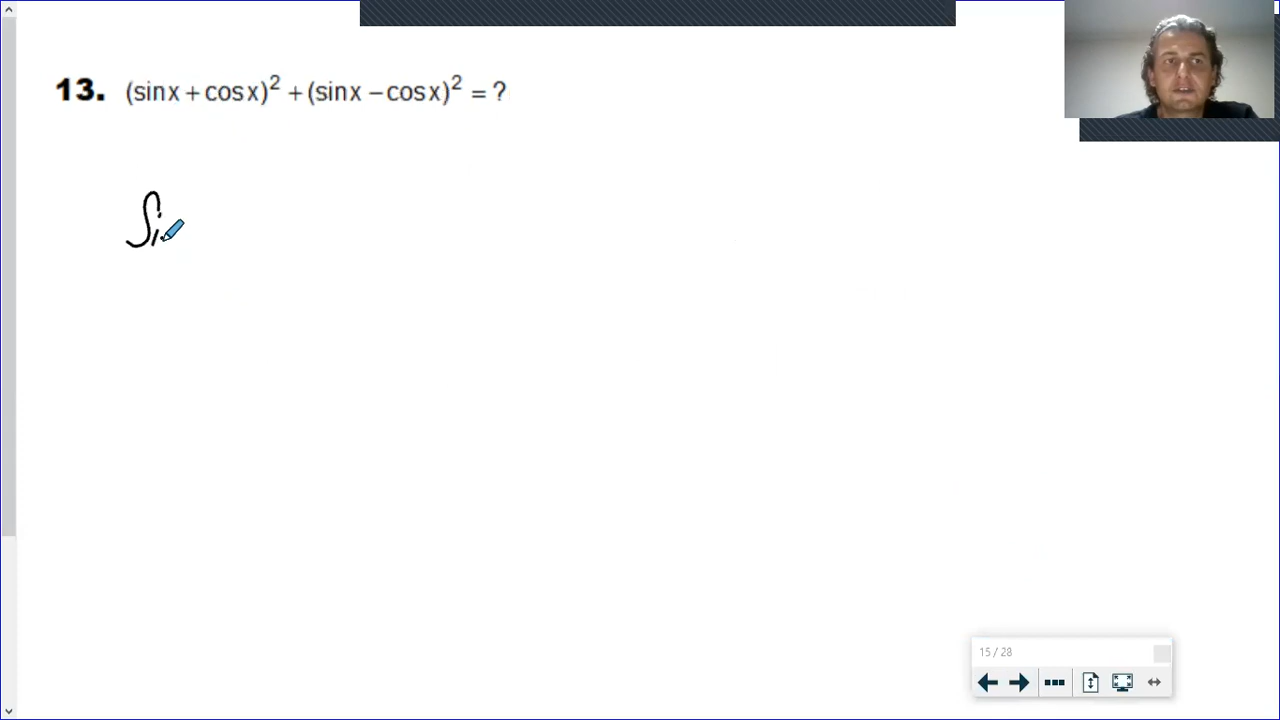 13. (sinx + cosx)² + (sinx − cosx)² = ?
Si
15 / 28